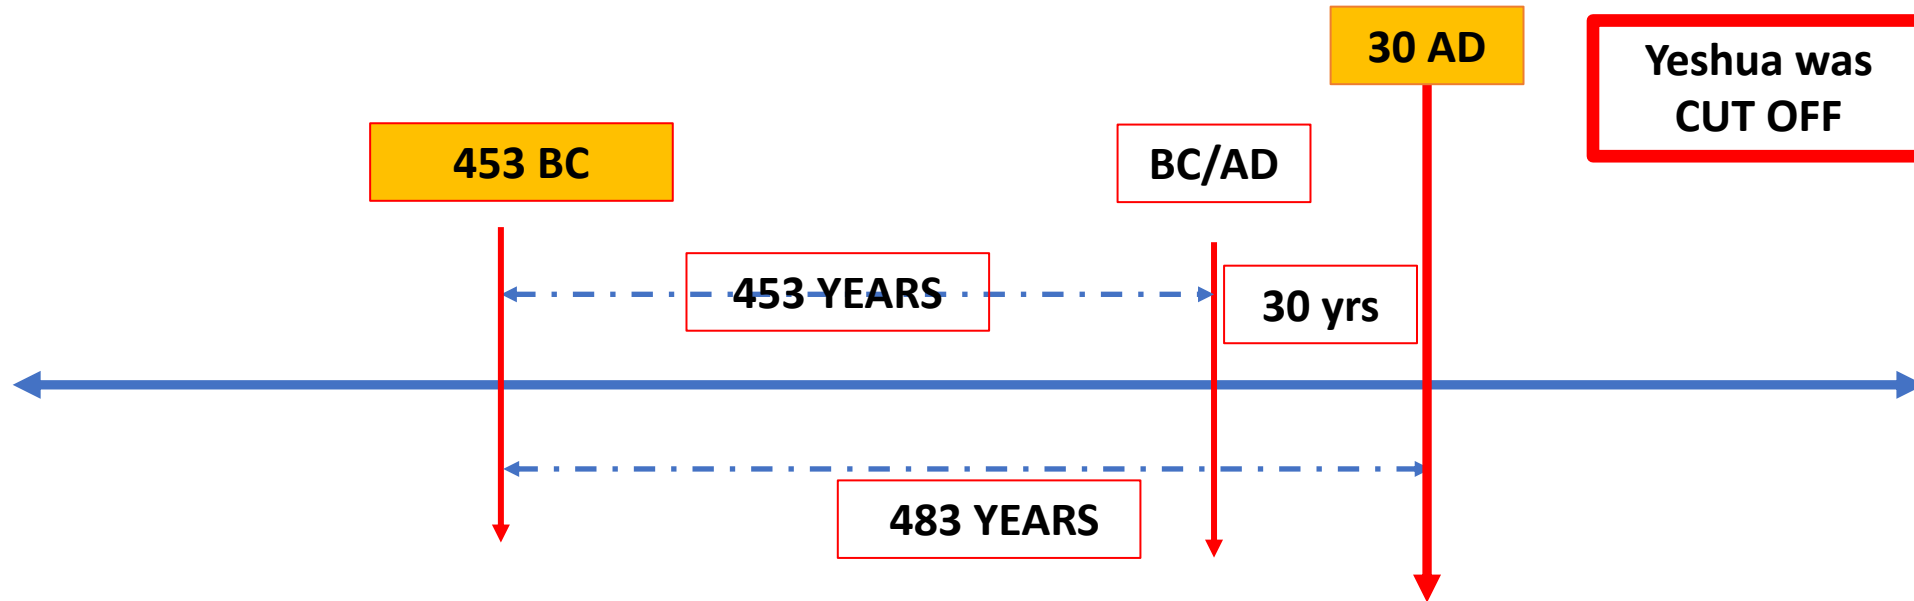 30 AD
Yeshua was
CUT OFF
453 BC
BC/AD
453 YEARS
30 yrs
483 YEARS